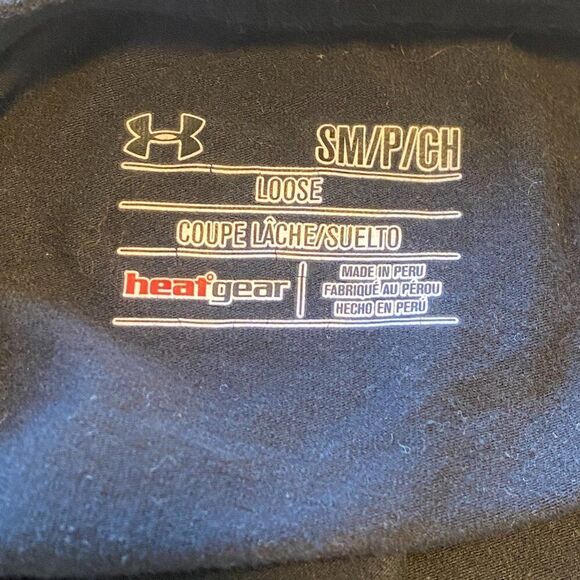 SM/P/CH
LOOSE
COUPE LÂCHE/SUELTO
heatgear
MADE IN PERU
FABRIQUÉ AU PÉROU
HECHO EN PERÚ